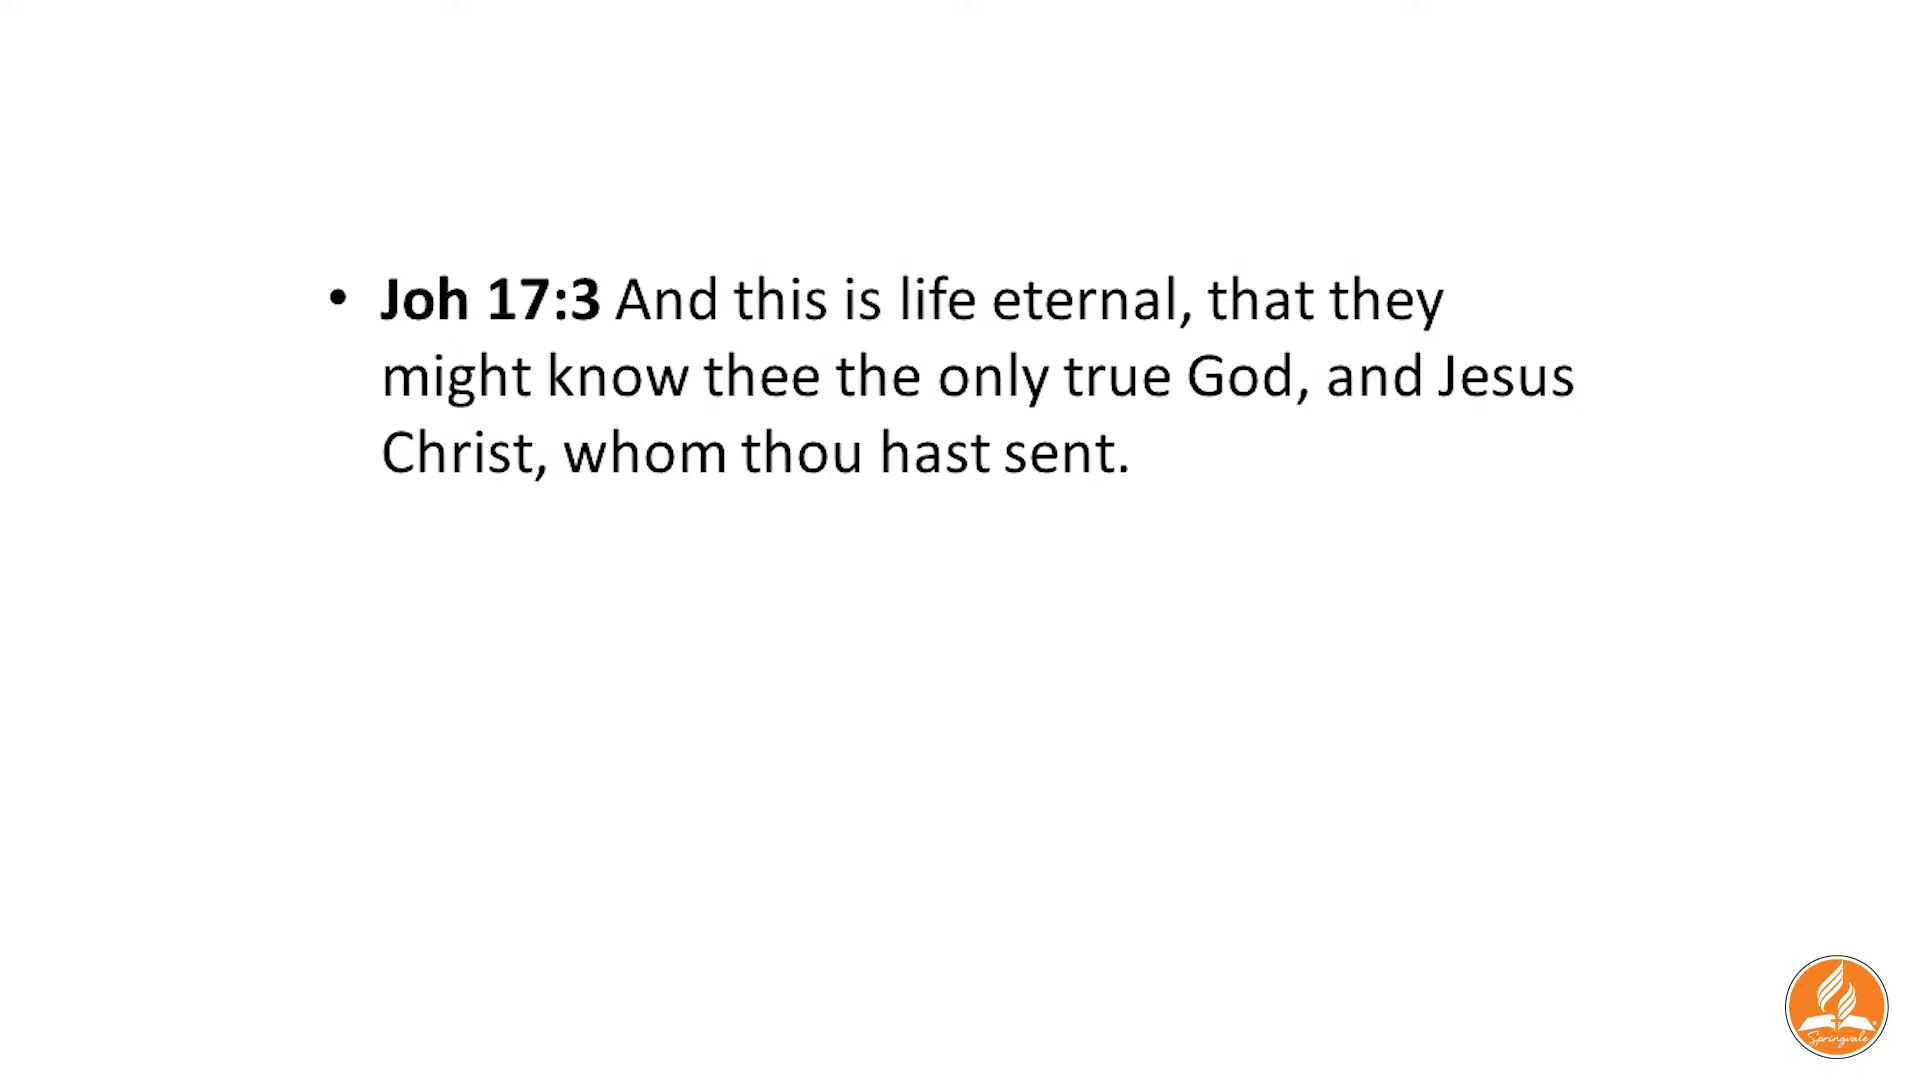 • Joh 17:3 And this is life eternal, that they
might know thee the only true God, and Jesus
Christ, whom thou hast sent.
Springvale